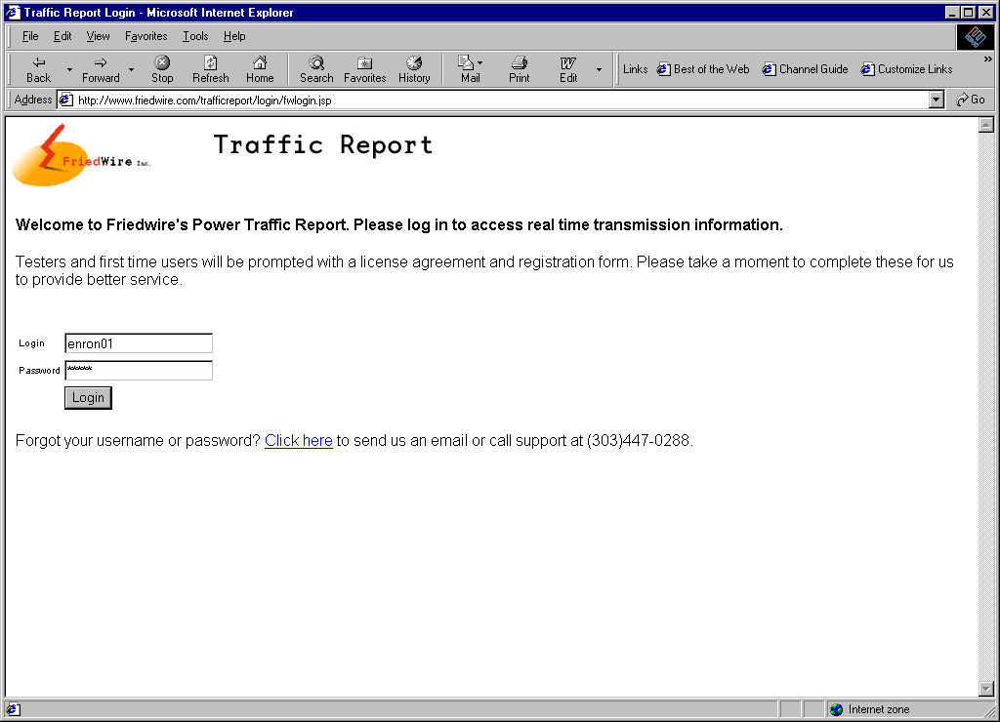 Traffic Report Login - Microsoft Internet Explorer
File Edit View Favorites Tools Help
Back Forward Stop Refresh Home Search Favorites History Mail Print Edit Links Best of the Web Channel Guide Customize Links »
Address http://www.friedwire.com/trafficreport/login/fwlogin.jsp Go
Traffic Report
FriedWire Inc.
Welcome to Friedwire's Power Traffic Report. Please log in to access real time transmission information.
Testers and first time users will be prompted with a license agreement and registration form. Please take a moment to complete these for us
to provide better service.
Login enron01
Password *****
Login
Forgot your username or password? Click here to send us an email or call support at (303)447-0288.
Internet zone